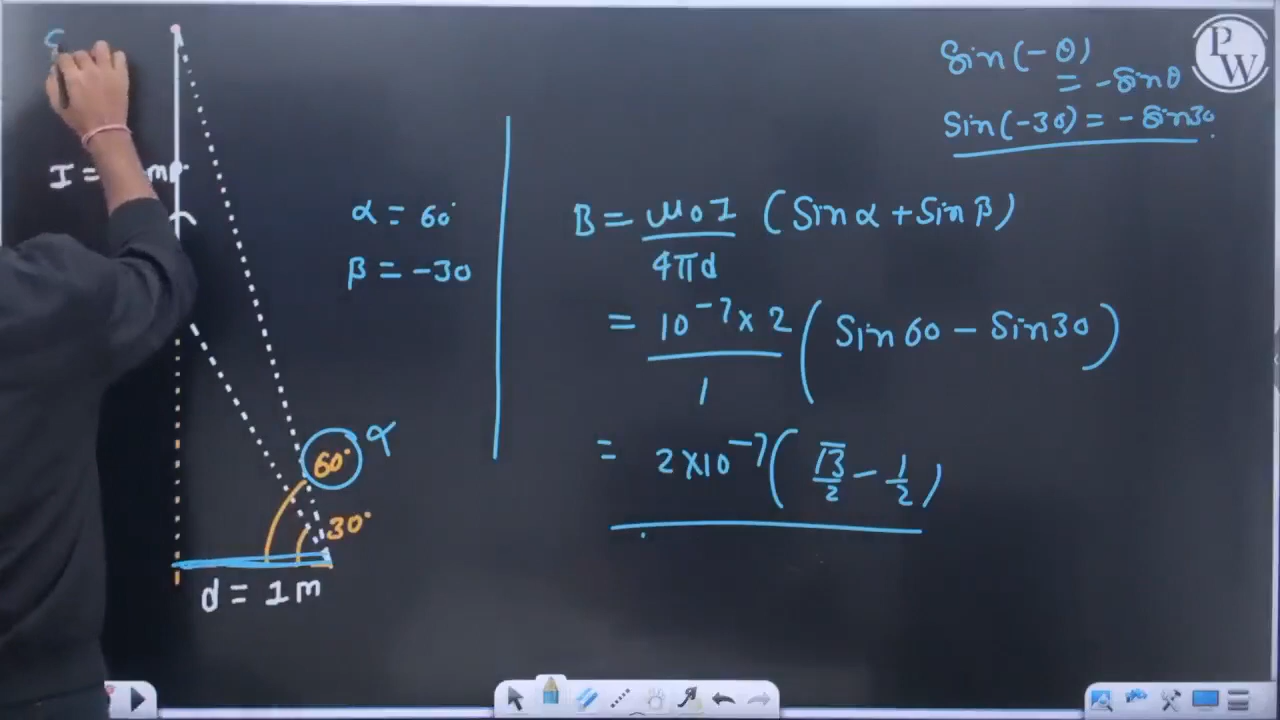 Sin(-θ)
= -Sinθ
Sin(-30) = - Sin30
PW
I =
m
α = 60°
β = -30
B = μ0I / 4πd (Sinα + Sinβ)
= 10^-7 × 2 / 1 (Sin60 - Sin30)
= 2×10^-7 (√3/2 - 1/2)
60° α
30°
d = 1m